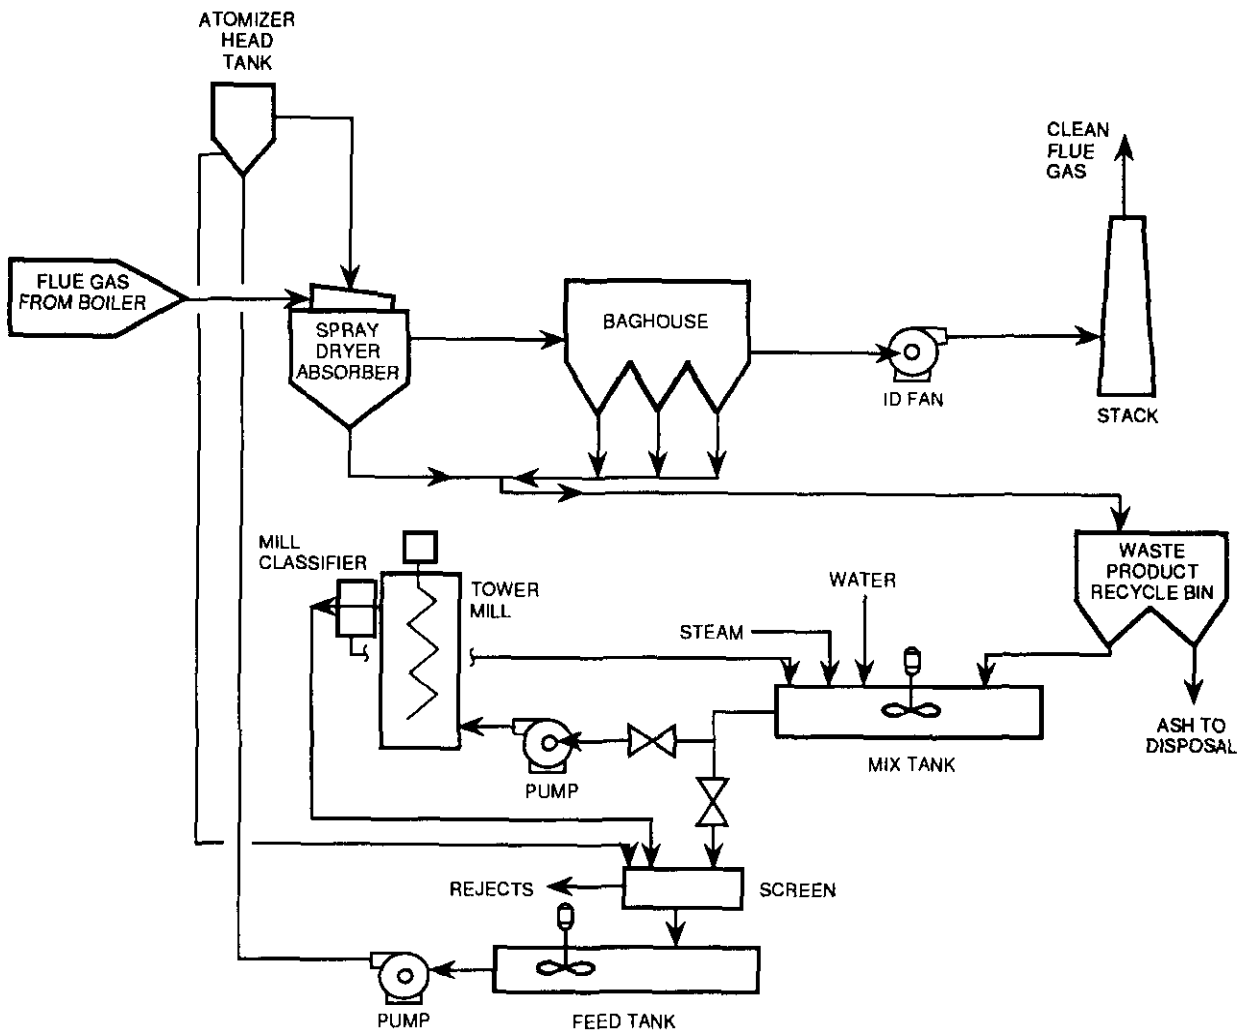 ATOMIZER
HEAD
TANK
CLEAN
FLUE
GAS
FLUE GAS
FROM BOILER
SPRAY
DRYER
ABSORBER
BAGHOUSE
ID FAN
STACK
MILL
CLASSIFIER
TOWER
MILL
WATER
STEAM
WASTE
PRODUCT
RECYCLE BIN
ASH TO
DISPOSAL
MIX TANK
PUMP
REJECTS
SCREEN
PUMP
FEED TANK